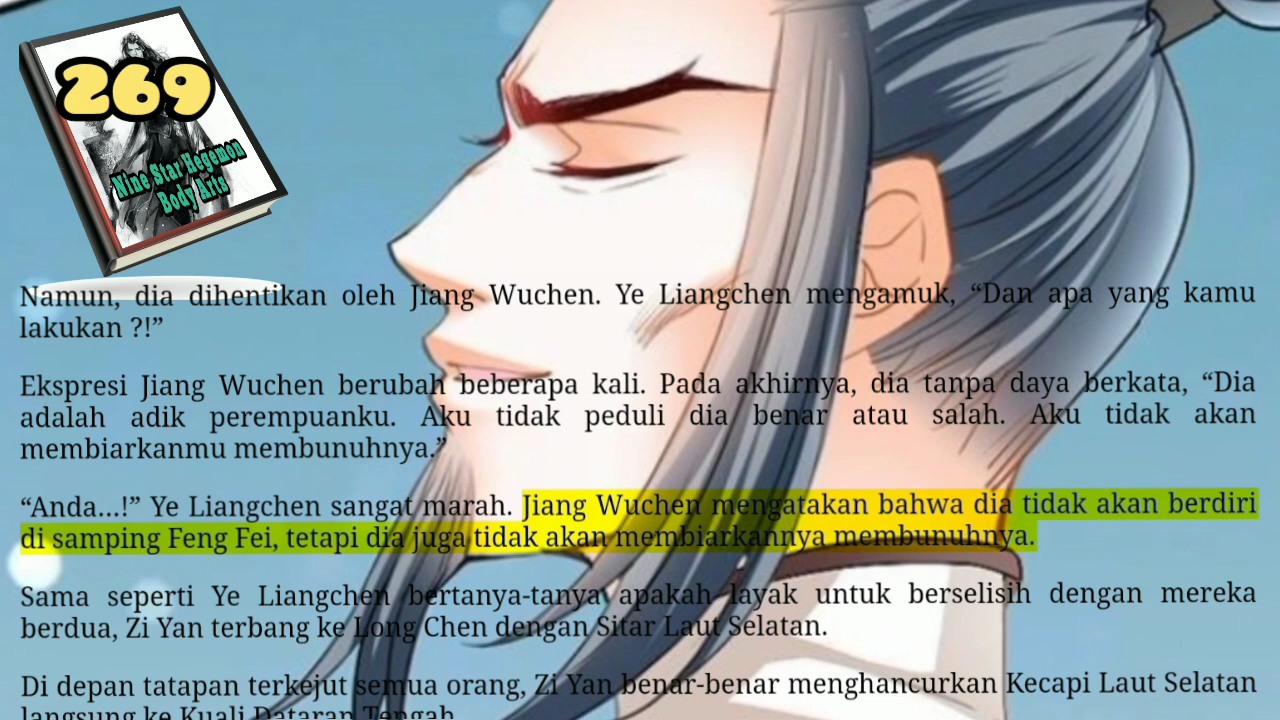 269
Nine Star Hegemon
Body Arts
Namun, dia dihentikan oleh Jiang Wuchen. Ye Liangchen mengamuk, “Dan apa yang kamu
lakukan ?!”
Ekspresi Jiang Wuchen berubah beberapa kali. Pada akhirnya, dia tanpa daya berkata, “Dia
adalah adik perempuanku. Aku tidak peduli dia benar atau salah. Aku tidak akan
membiarkanmu membunuhnya.”
“Anda...!” Ye Liangchen sangat marah. Jiang Wuchen mengatakan bahwa dia tidak akan berdiri
di samping Feng Fei, tetapi dia juga tidak akan membiarkannya membunuhnya.
Sama seperti Ye Liangchen bertanya-tanya apakah layak untuk berselisih dengan mereka
berdua, Zi Yan terbang ke Long Chen dengan Sitar Laut Selatan.
Di depan tatapan terkejut semua orang, Zi Yan benar-benar menghancurkan Kecapi Laut Selatan
langsung ke Kuali Dataran Tengah.